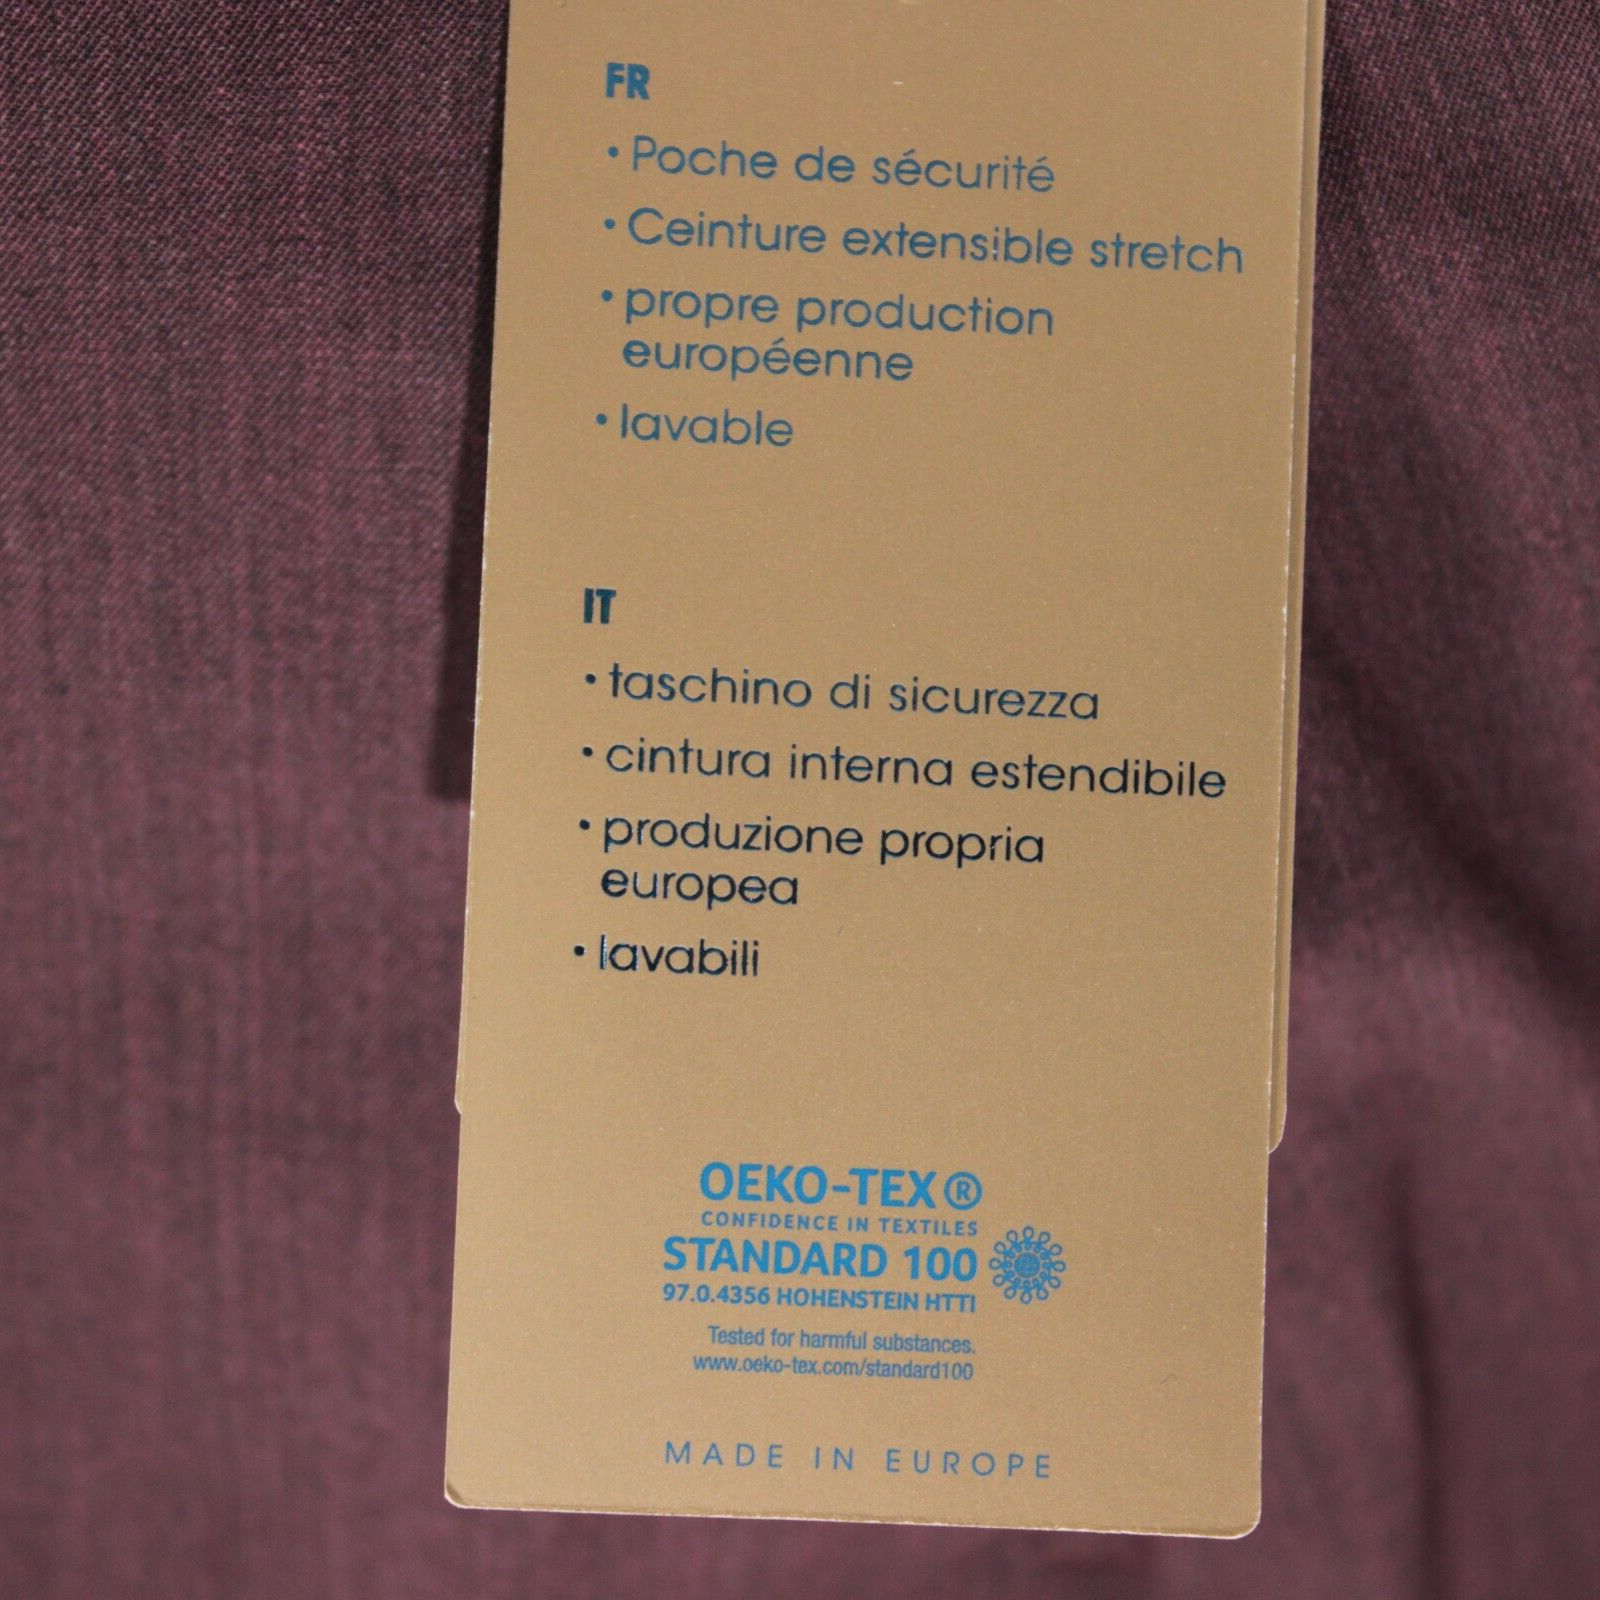 FR
• Poche de sécurité
• Ceinture extensible stretch
• propre production
européenne
• lavable
IT
• taschino di sicurezza
• cintura interna estendibile
• produzione propria
europea
• lavabili
OEKO-TEX®
CONFIDENCE IN TEXTILES
STANDARD 100
97.0.4356 HOHENSTEIN HTTI
Tested for harmful substances.
www.oeko-tex.com/standard100
MADE IN EUROPE